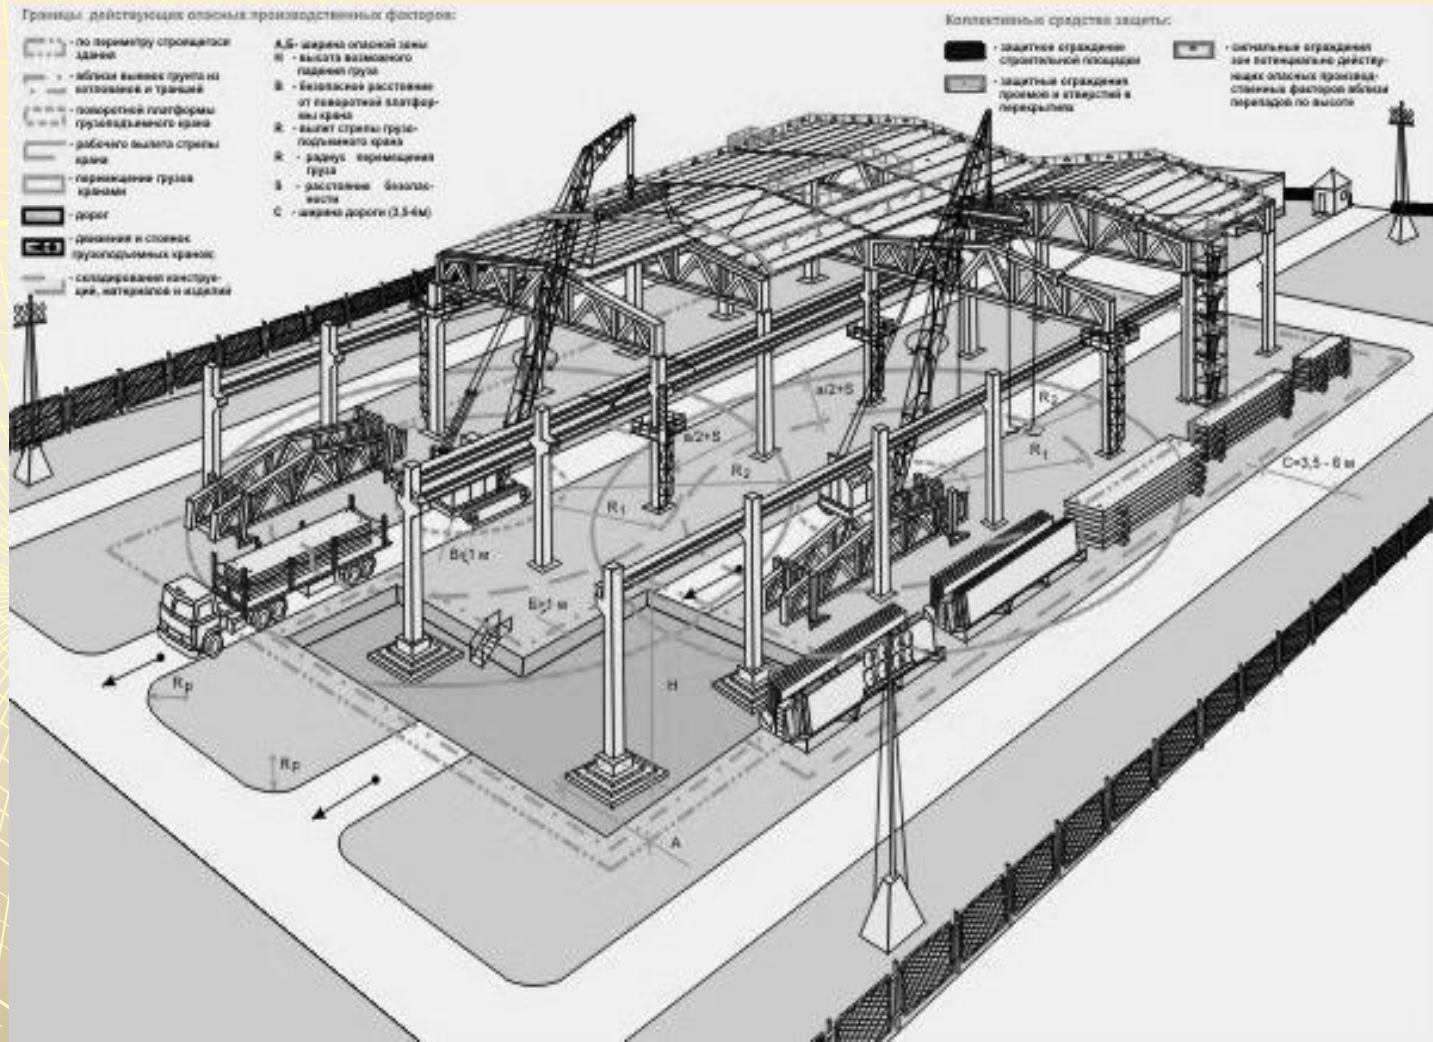 Границы действующих опасных производственных факторов:
- по периметру строящегося
здания
- вблизи выемок грунта из
котлованов и траншей
- поворотной платформы
грузоподъемного крана
- рабочего вылета стрелы
крана
- перемещение грузов
кранами
- дорог
- движения и стоянок
грузоподъемных кранов:
- складирования конструк-
ций, материалов и изделий
А,Б- ширина опасной зоны
Н - высота возможного
падения груза
В - безопасное расстояние
от поворотной платфор-
мы крана
R - вылет стрелы грузо-
подъемного крана
R - радиус перемещения
груза
S - расстояние безопас-
ности
С - ширина дороги (3,5-6м)
Коллективные средства защиты:
- защитное ограждение
строительной площадки
- защитные ограждения
проемов и отверстий в
перекрытиях
- сигнальные ограждения
зон потенциально действу-
ющих опасных производ-
ственных факторов вблизи
перепадов по высоте
а/2+S
R2
а/2+S
R2
R1
С=3,5 - 6 м
R1
1 м
1 м
Rр
Н
Rр
А